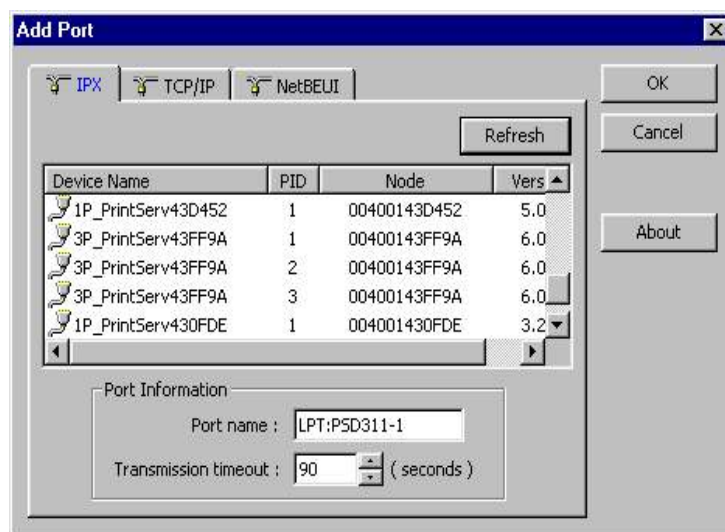 Add Port
IPX TCP/IP NetBEUI
OK
Refresh
Cancel
Device Name PID Node Vers
1P_PrintServ43D452 1 00400143D452 5.0
3P_PrintServ43FF9A 1 00400143FF9A 6.0
About
3P_PrintServ43FF9A 2 00400143FF9A 6.0
3P_PrintServ43FF9A 3 00400143FF9A 6.0
1P_PrintServ430FDE 1 004001430FDE 3.2
Port Information
Port name : LPT:PSD311-1
Transmission timeout : 90 ( seconds )